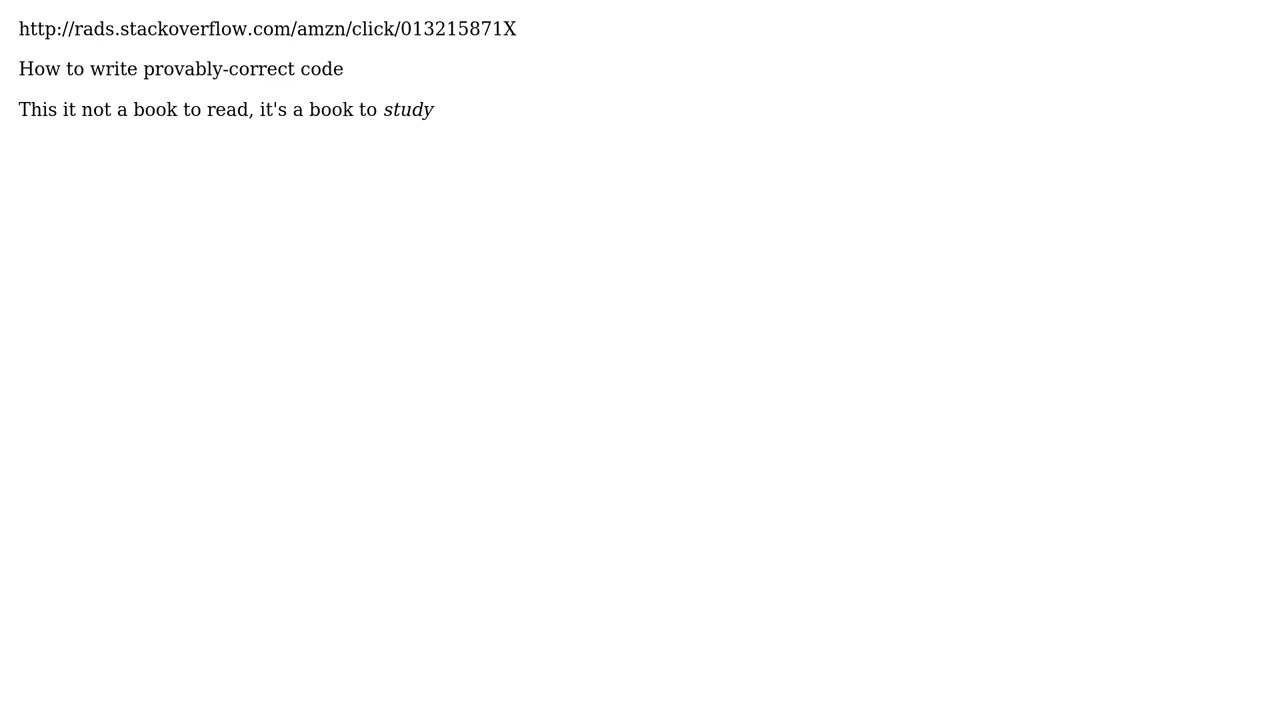 http://rads.stackoverflow.com/amzn/click/013215871X
How to write provably-correct code
This it not a book to read, it's a book to study